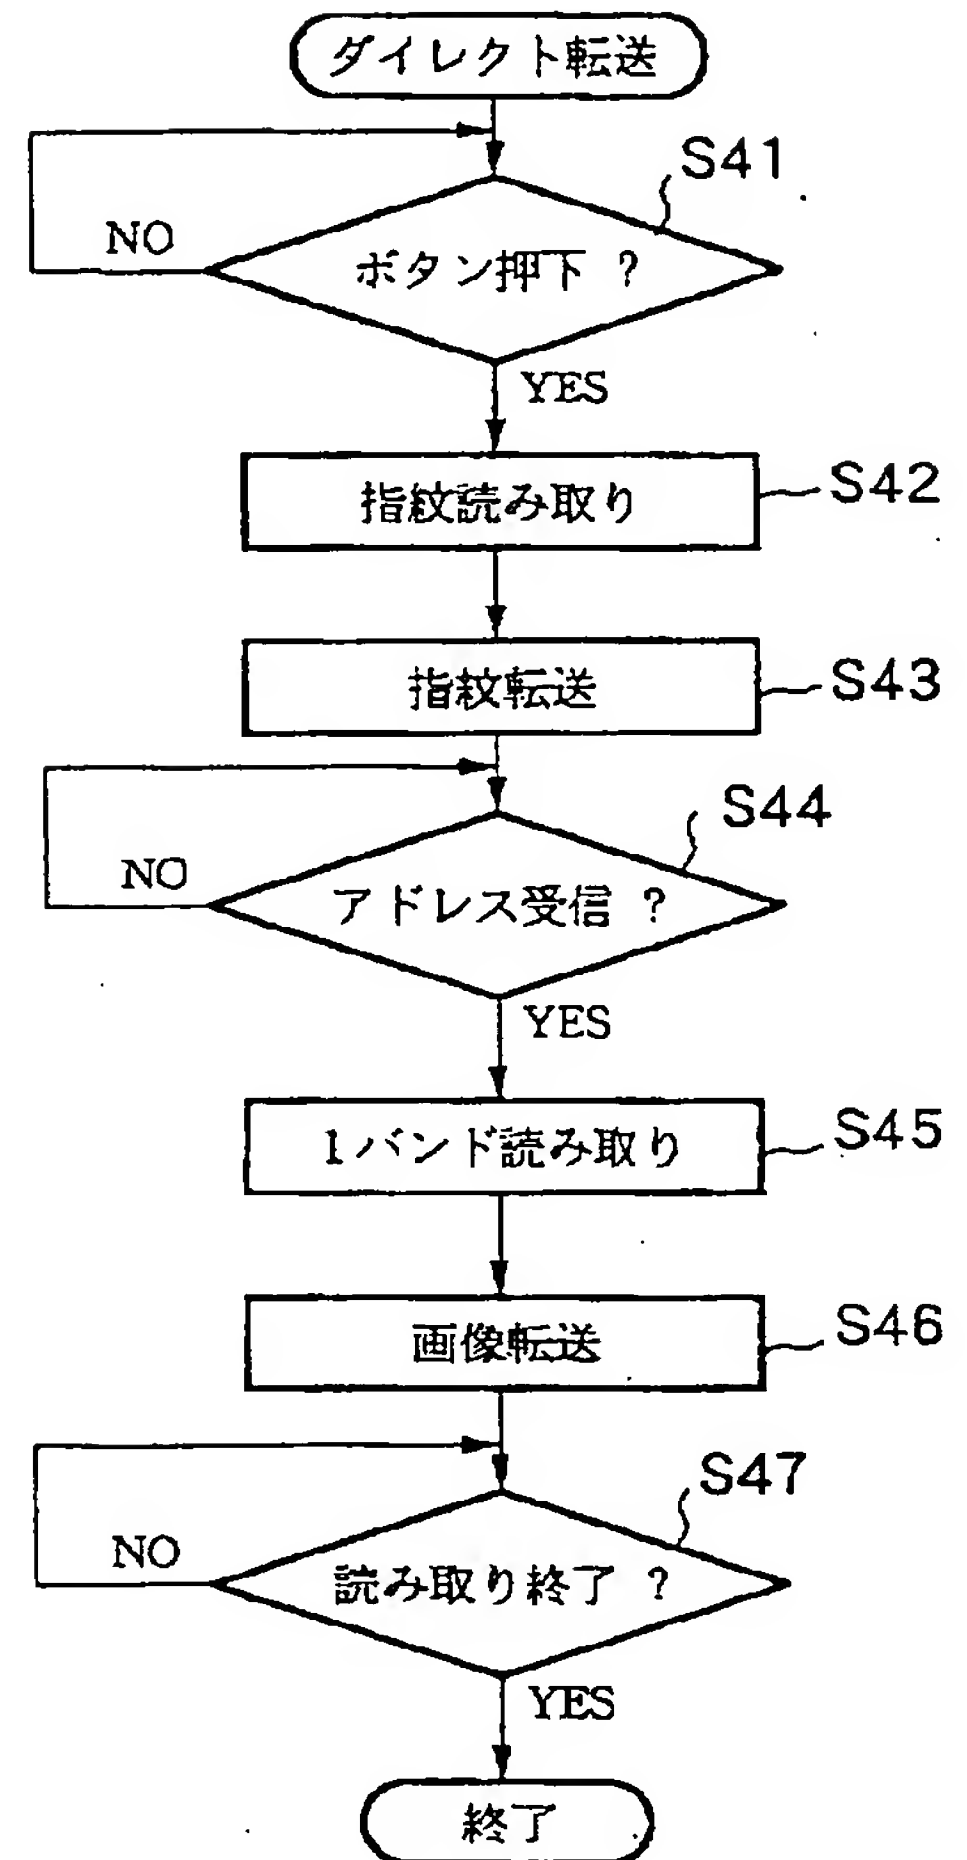 ダイレクト転送
S41
NO
ボタン押下 ?
YES
指紋読み取り
S42
指紋転送
S43
S44
NO
アドレス受信 ?
YES
1バンド読み取り
S45
画像転送
S46
S47
NO
読み取り終了 ?
YES
終了